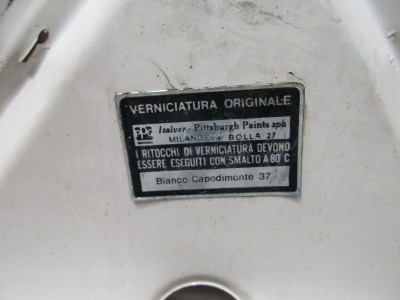 VERNICIATURA ORIGINALE
PPG Italver - Pittsburgh Paints spa
MILANO - via BOLLA 27
I RITOCCHI DI VERNICIATURA DEVONO
ESSERE ESEGUITI CON SMALTO A 80° C
Bianco Capodimonte 37